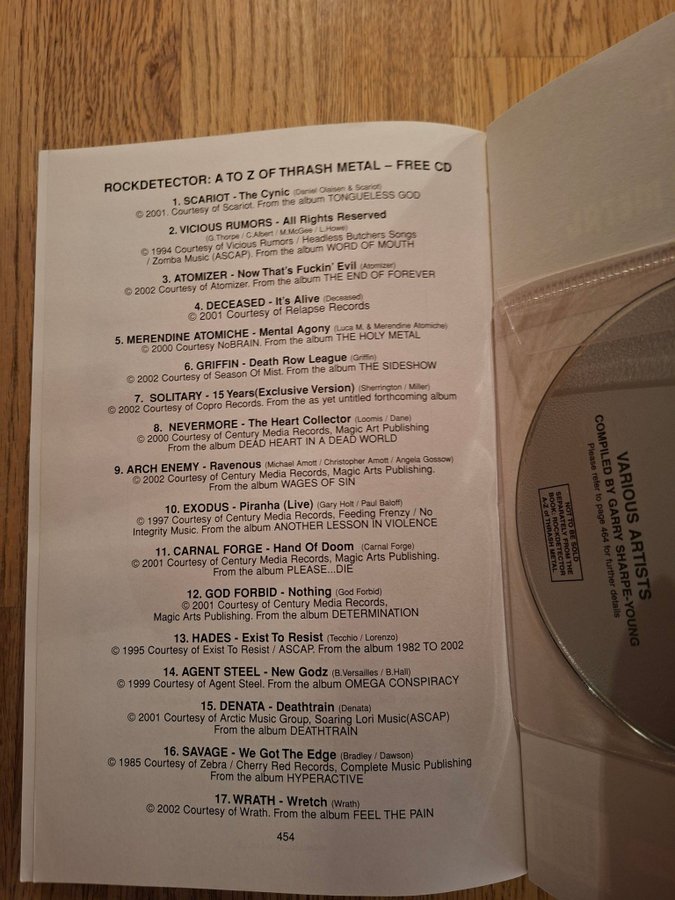 ROCKDETECTOR: A TO Z OF THRASH METAL – FREE CD
1. SCARIOT - The Cynic (Daniel Olaisen & Scariot)
© 2001. Courtesy of Scariot. From the album TONGUELESS GOD
2. VICIOUS RUMORS - All Rights Reserved
(G.Thorpe / C.Albert / M.McGee / L.Howe)
© 1994 Courtesy of Vicious Rumors / Headless Butchers Songs
/ Zomba Music (ASCAP). From the album WORD OF MOUTH
3. ATOMIZER - Now That's Fuckin' Evil (Atomizer)
© 2002 Courtesy of Atomizer. From the album THE END OF FOREVER
4. DECEASED - It's Alive (Deceased)
© 2001 Courtesy of Relapse Records
5. MERENDINE ATOMICHE - Mental Agony (Luca M. & Merendine Atomiche)
© 2000 Courtesy NoBRAIN. From the album THE HOLY METAL
6. GRIFFIN - Death Row League (Griffin)
© 2002 Courtesy of Season Of Mist. From the album THE SIDESHOW
7. SOLITARY - 15 Years(Exclusive Version) (Sherrington / Miller)
© 2002 Courtesy of Copro Records. From the as yet untitled forthcoming album
8. NEVERMORE - The Heart Collector (Loomis / Dane)
© 2000 Courtesy of Century Media Records, Magic Art Publishing
From the album DEAD HEART IN A DEAD WORLD
9. ARCH ENEMY - Ravenous (Michael Amott / Christopher Amott / Angela Gossow)
© 2002 Courtesy of Century Media Records, Magic Arts Publishing.
From the album WAGES OF SIN
10. EXODUS - Piranha (Live) (Gary Holt / Paul Baloff)
© 1997 Courtesy of Century Media Records, Feeding Frenzy / No
Integrity Music. From the album ANOTHER LESSON IN VIOLENCE
11. CARNAL FORGE - Hand Of Doom (Carnal Forge)
© 2001 Courtesy of Century Media Records, Magic Arts Publishing.
From the album PLEASE...DIE
12. GOD FORBID - Nothing (God Forbid)
© 2001 Courtesy of Century Media Records,
Magic Arts Publishing. From the album DETERMINATION
13. HADES - Exist To Resist (Tecchio / Lorenzo)
© 1995 Courtesy of Exist To Resist / ASCAP. From the album 1982 TO 2002
14. AGENT STEEL - New Godz (B.Versailles / B.Hall)
© 1999 Courtesy of Agent Steel. From the album OMEGA CONSPIRACY
15. DENATA - Deathtrain (Denata)
© 2001 Courtesy of Arctic Music Group, Soaring Lori Music(ASCAP)
From the album DEATHTRAIN
16. SAVAGE - We Got The Edge (Bradley / Dawson)
© 1985 Courtesy of Zebra / Cherry Red Records, Complete Music Publishing
From the album HYPERACTIVE
17. WRATH - Wretch (Wrath)
© 2002 Courtesy of Wrath. From the album FEEL THE PAIN
454
VARIOUS ARTISTS
COMPILED BY GARRY SHARPE-YOUNG
Please refer to page 464 for further details
NOT TO BE SOLD
SEPARATELY FROM THE
BOOK: ROCKDETECTOR
A-Z of THRASH METAL